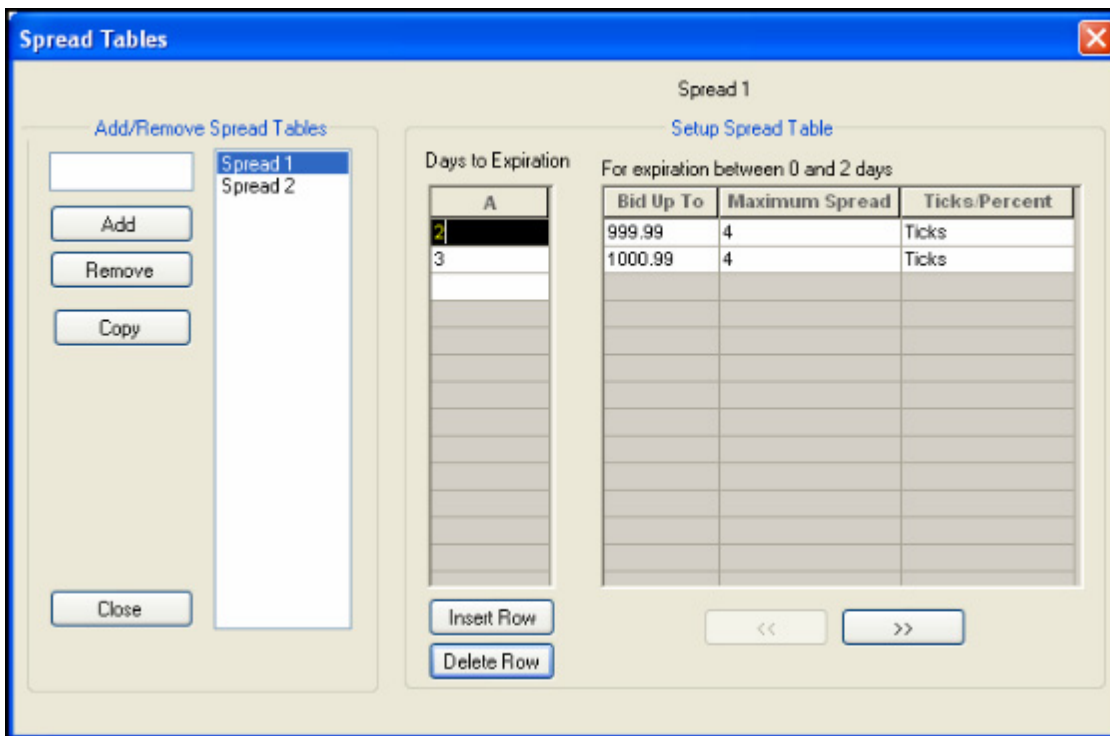 Spread Tables
Spread 1
Add/Remove Spread Tables
Add
Remove
Copy
Close
Spread 1
Spread 2
Setup Spread Table
Days to Expiration
A
2
3
Insert Row
Delete Row
For expiration between 0 and 2 days
Bid Up To Maximum Spread Ticks/Percent
999.99 4 Ticks
1000.99 4 Ticks
<< >>